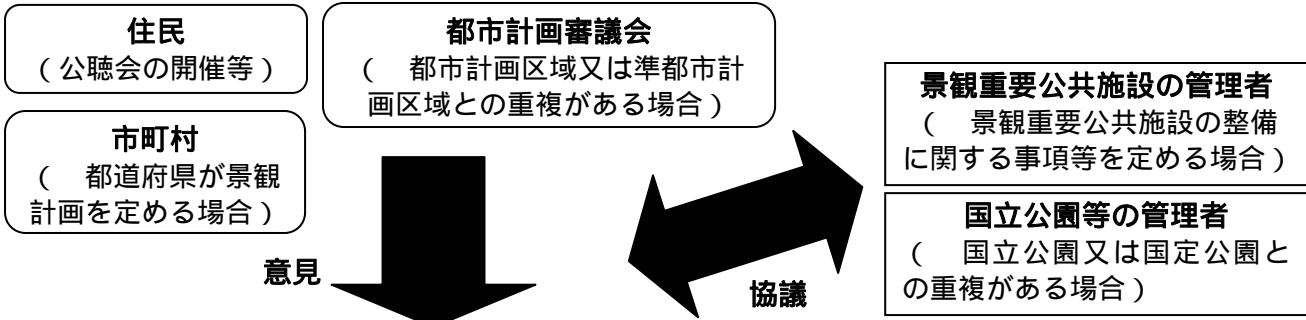 住民
（公聴会の開催等）
都市計画審議会
（　都市計画区域又は準都市計
画区域との重複がある場合）
市町村
（　都道府県が景観
計画を定める場合）
景観重要公共施設の管理者
（　景観重要公共施設の整備
に関する事項等を定める場合）
国立公園等の管理者
（　国立公園又は国定公園と
の重複がある場合）
意見
協議